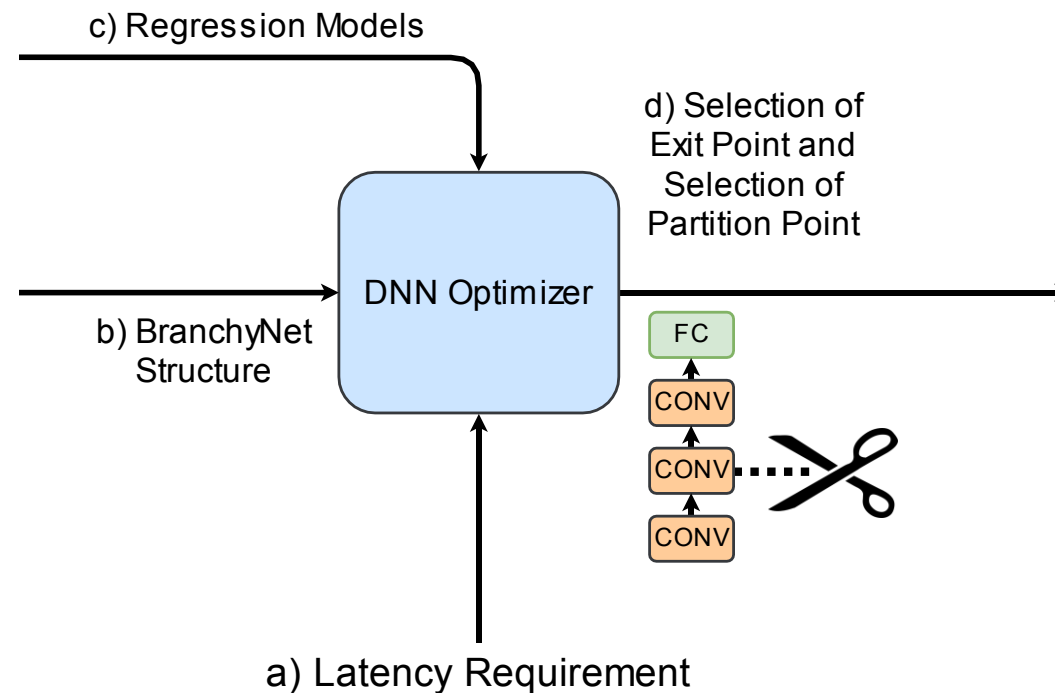 c) Regression Models
d) Selection of
Exit Point and
Selection of
Partition Point
DNN Optimizer
b) BranchyNet
Structure
FC
CONV
CONV
CONV
a) Latency Requirement